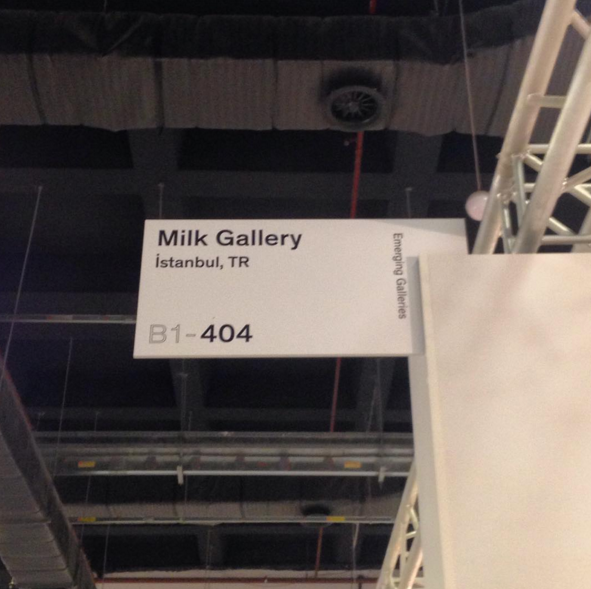 Milk Gallery
İstanbul, TR
B1-404
Emerging Galleries